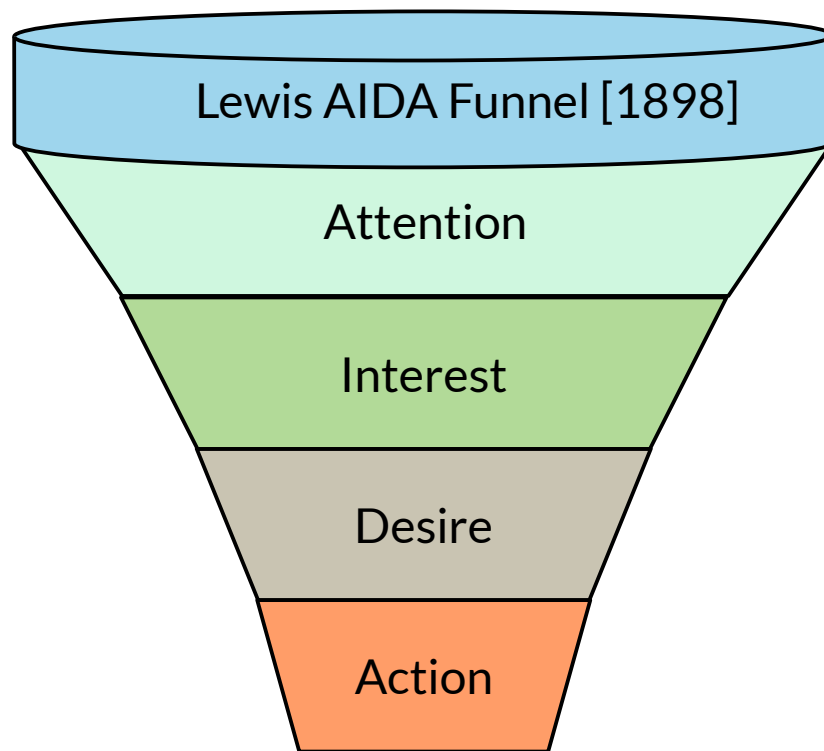 Lewis AIDA Funnel [1898]
Attention
Interest
Desire
Action